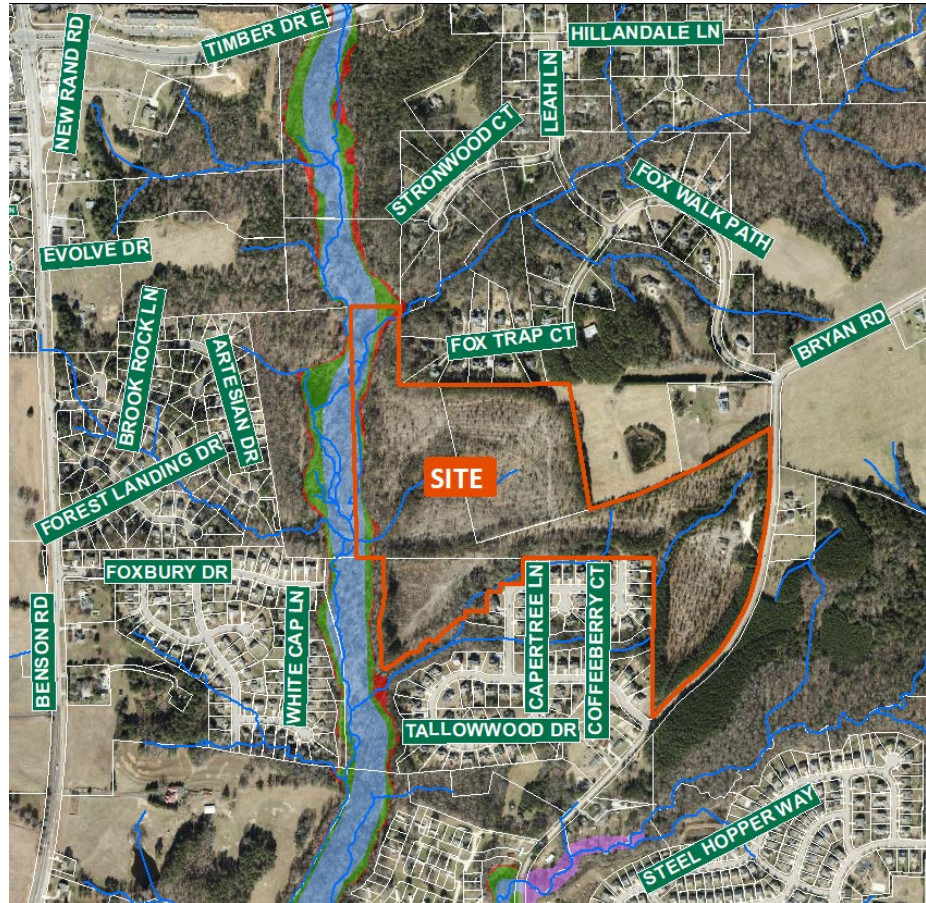 TIMBER DR E
HILLANDALE LN
NEW RAND RD
LEAH LN
STRONWOOD CT
FOX WALK PATH
EVOLVE DR
BROOK ROCK LN
ARTESIAN DR
FOX TRAP CT
BRYAN RD
SITE
FOREST LANDING DR
FOXBURY DR
BENSON RD
WHITE CAP LN
CAPERTREE LN
COFFEEBERRY CT
TALLOWWOOD DR
STEEL HOPPER WAY